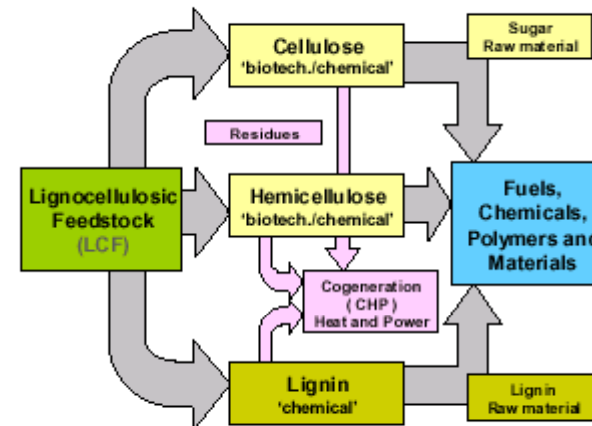 Cellulose
'biotech./chemical'
Sugar
Raw material
Residues
Lignocellulosic
Feedstock
(LCF)
Hemicellulose
'biotech./chemical'
Fuels,
Chemicals,
Polymers and
Materials
Cogeneration
( CHP )
Heat and Power
Lignin
'chemical'
Lignin
Raw material